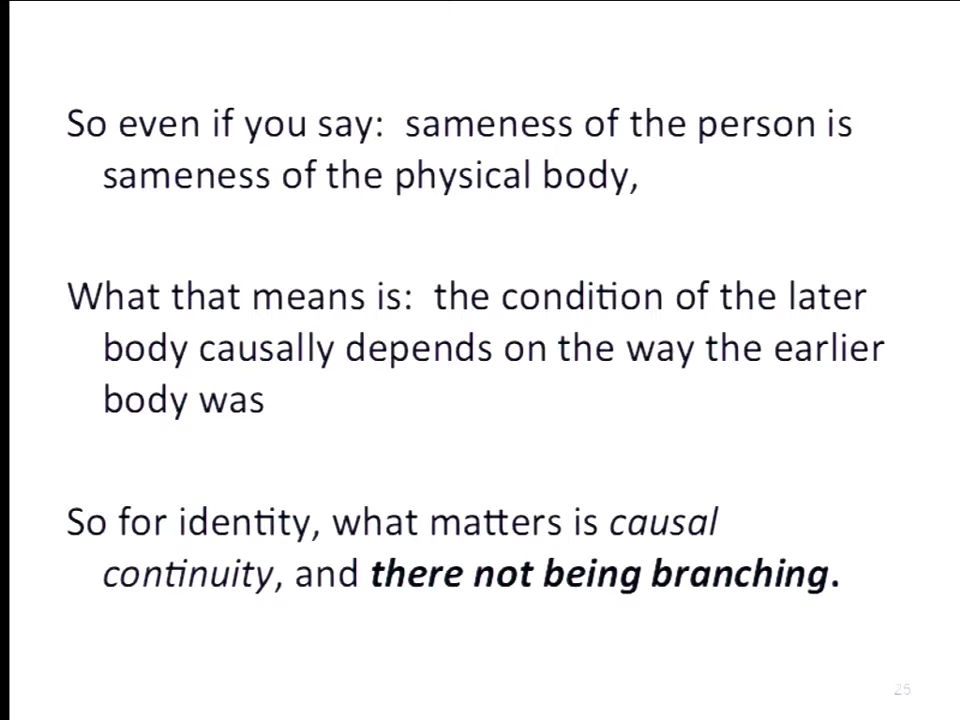 So even if you say:  sameness of the person is
sameness of the physical body,
What that means is:  the condition of the later
body causally depends on the way the earlier
body was
So for identity, what matters is causal
continuity, and there not being branching.
25